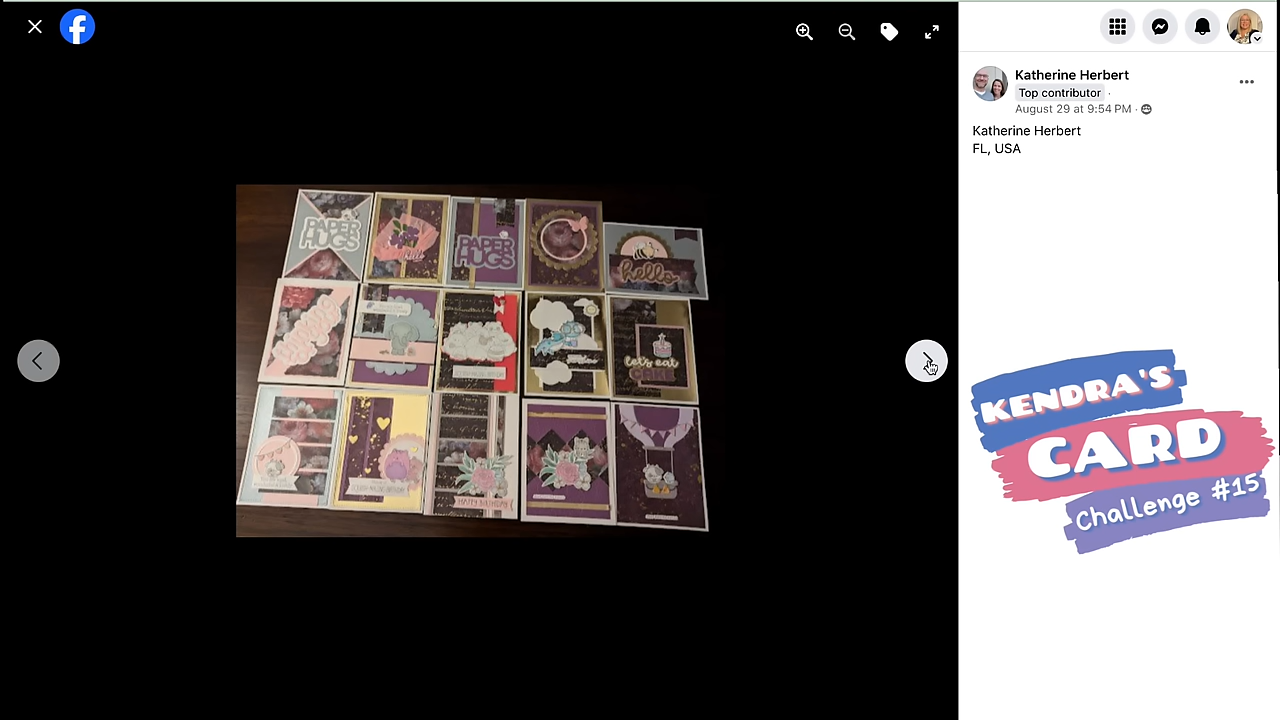 Katherine Herbert
Top contributor ·
August 29 at 9:54 PM ·
Katherine Herbert
FL, USA
PAPER
HUGS
hello
PAPER
HUGS
hello
let's eat
CAKE
HAPPY BIRTHDAY
KENDRA'S
CARD
Challenge #15